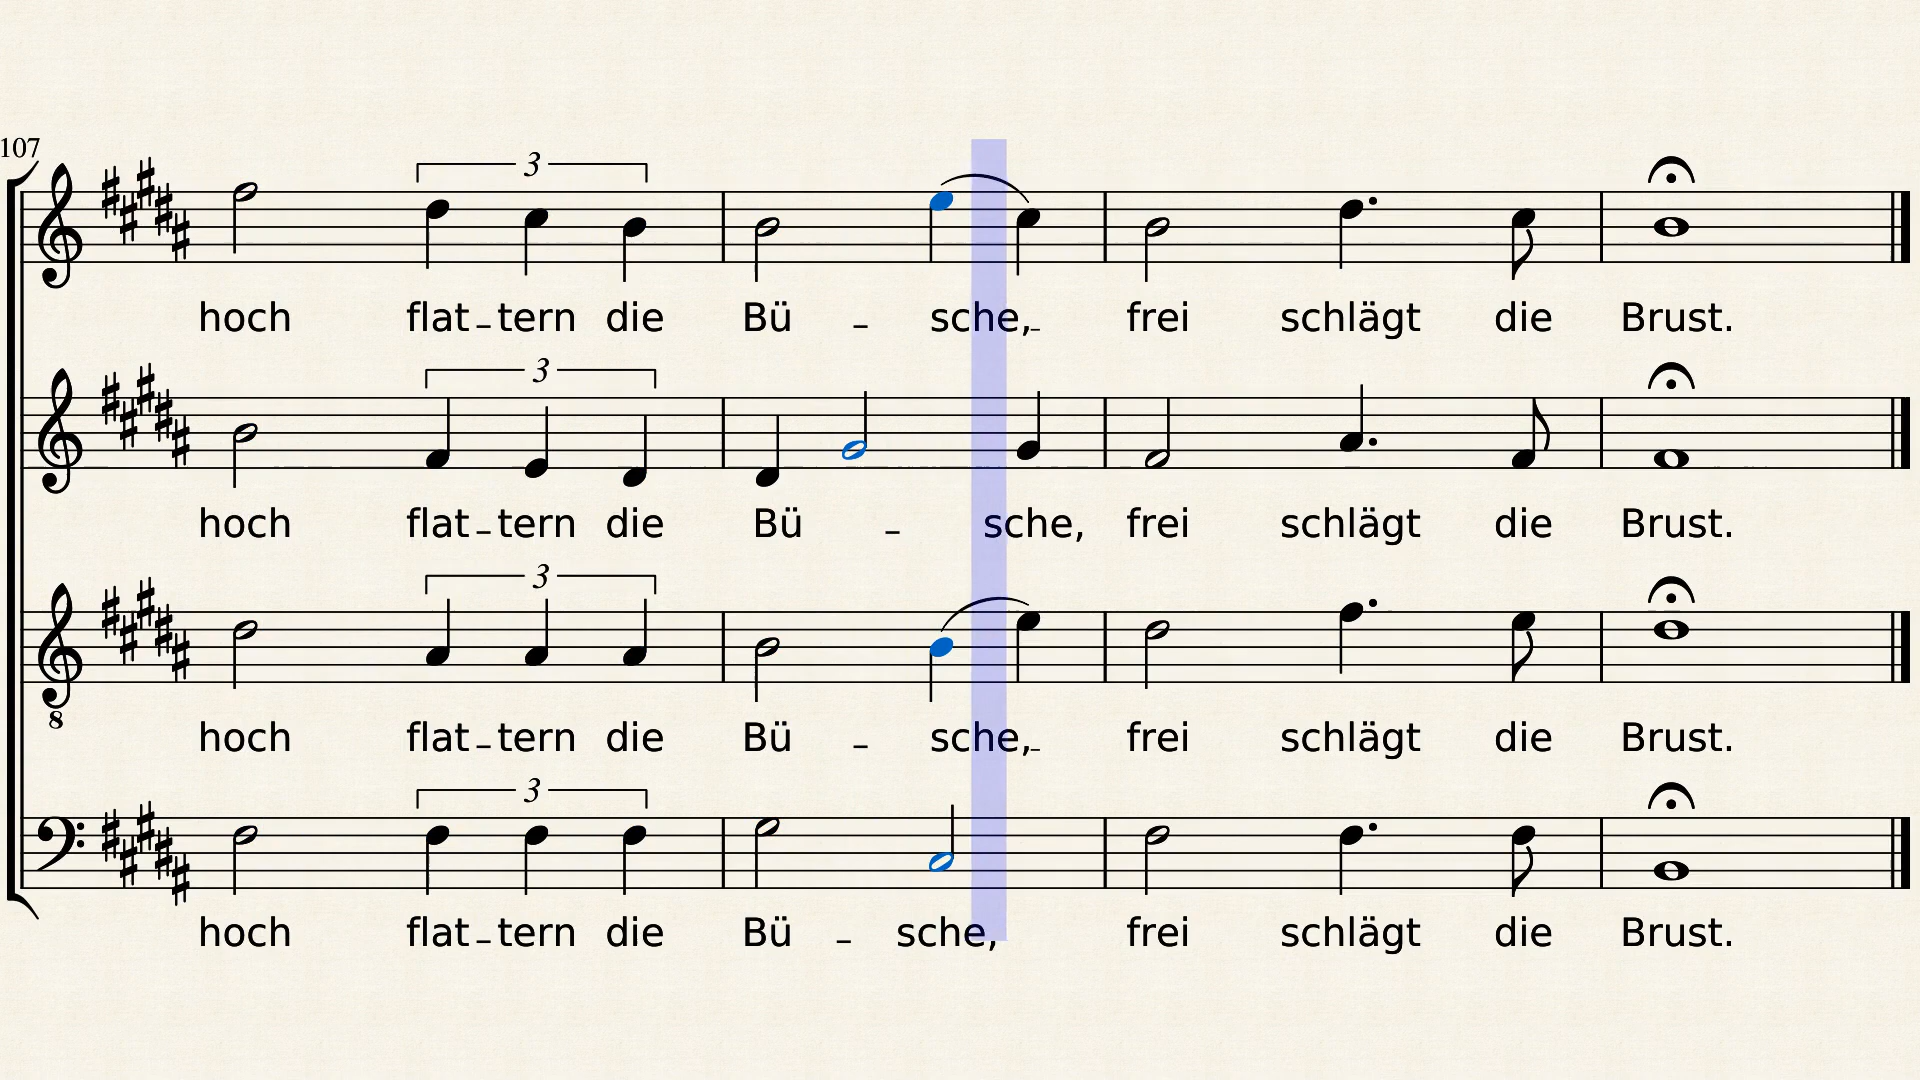 107
3
hoch flat-tern die Bü - sche,- frei schlägt die Brust.
3
hoch flat-tern die Bü - sche, frei schlägt die Brust.
3
8
hoch flat-tern die Bü - sche,- frei schlägt die Brust.
3
hoch flat-tern die Bü - sche, frei schlägt die Brust.